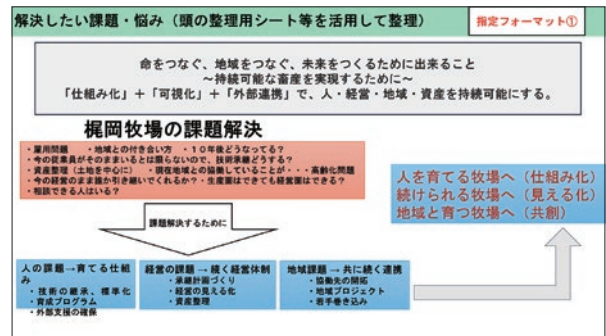 解決したい課題・悩み（頭の整理用シート等を活用して整理）
指定フォーマット①
命をつなぐ、地域をつなぐ、未来をつくるために出来ること
～持続可能な畜産を実現するために～
「仕組み化」＋「可視化」＋「外部連携」で、人・経営・地域・資産を持続可能にする。
梶岡牧場の課題解決
・雇用問題　・地域との付き合い方　・１０年後どうなってる？
・今の従業員がそのままいるとは限らないので、技術承継どうする？
・資産整理（土地を中心に）・現在地域との協働していることが・・・高齢化問題
・今の経営のまま誰か引き継いでくれるか？・生産面はできても経営面はできる？
・相談できる人はいる？
課題解決するために
人の課題→育てる仕組
み
・技術の継承、標準化
・育成プログラム
・外部支援の確保
経営の課題→続く経営体制
・承継計画づくり
・経営の見える化
・資産整理
地域課題→共に続く連携
・協働先の開拓
・地域プロジェクト
・若手巻き込み
人を育てる牧場へ（仕組み化）
続けられる牧場へ（見える化）
地域と育つ牧場へ（共創）